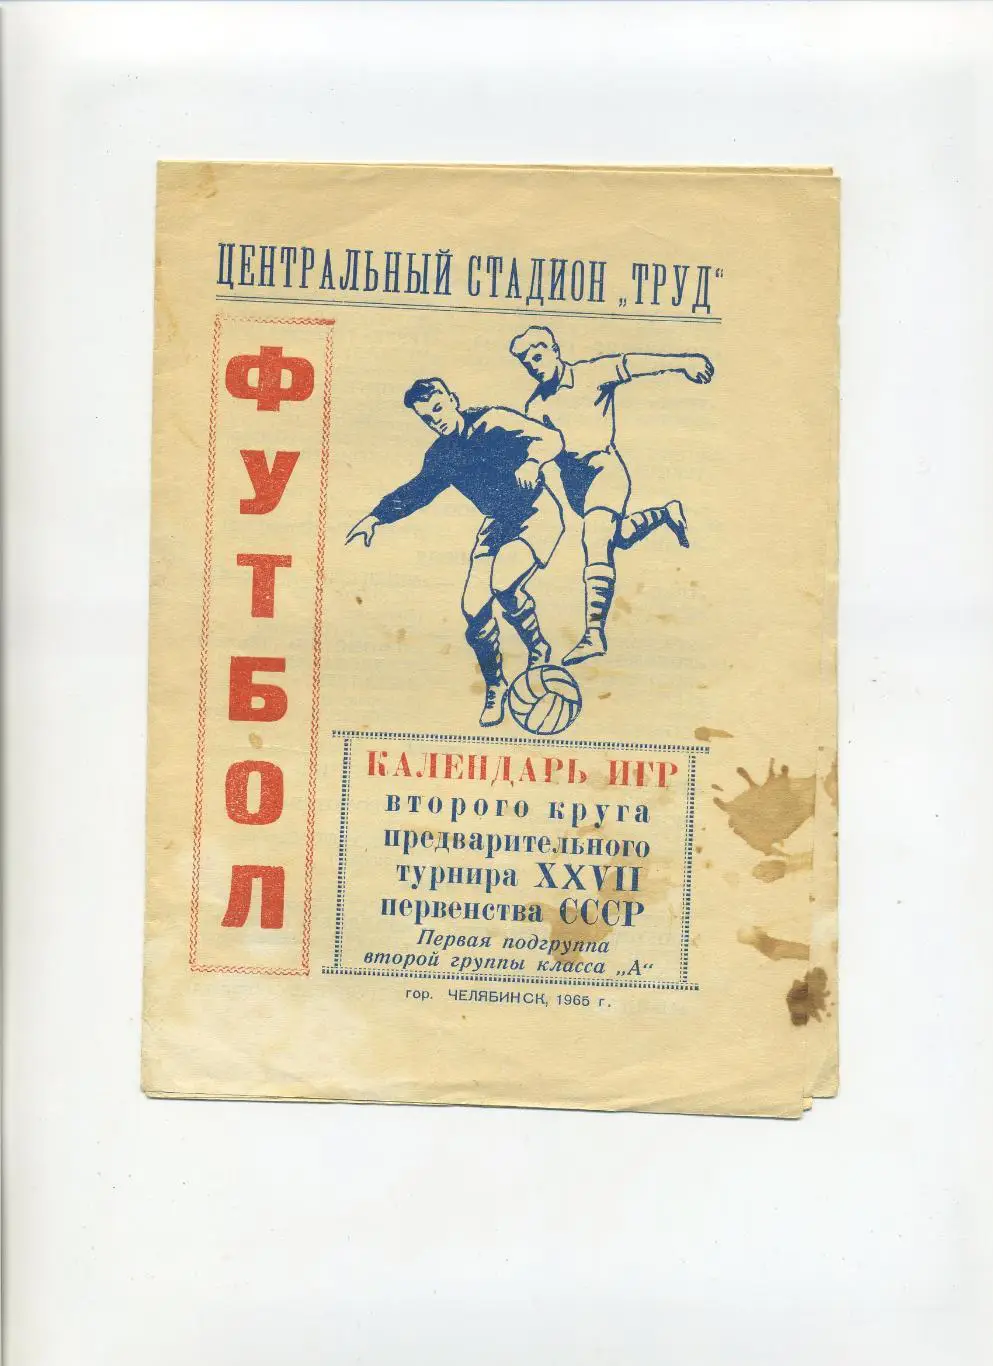 ЦЕНТРАЛЬНЫЙ СТАДИОН „ТРУД“
ФУТБОЛ
КАЛЕНДАРЬ ИГР
второго круга
предварительного
турнира XXVII
первенства СССР
Первая подгруппа
второй группы класса „А“
гор. ЧЕЛЯБИНСК, 1965 г.